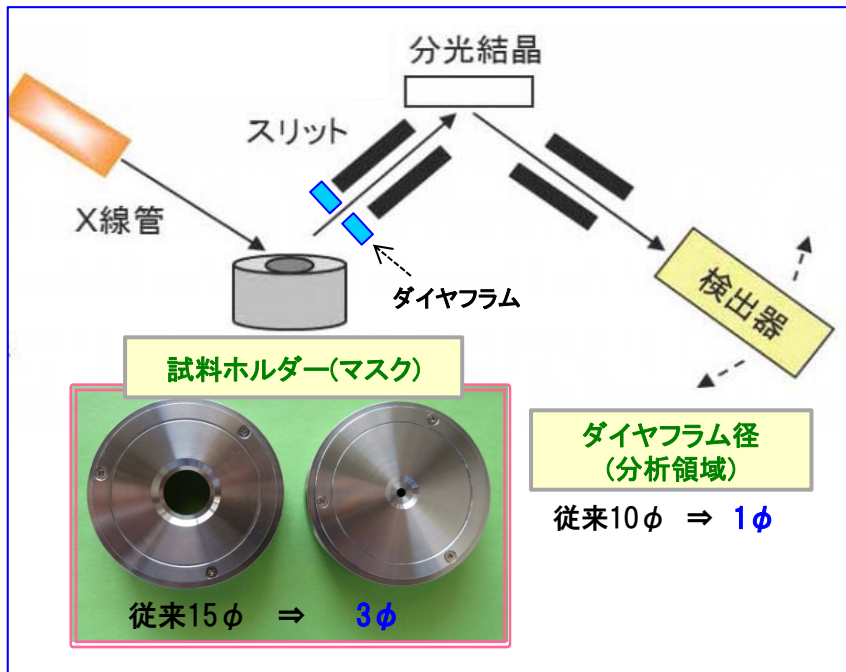 分光結晶
スリット
X線管
ダイヤフラム
検出器
試料ホルダー(マスク)
ダイヤフラム径
(分析領域)
従来10φ ⇒ 1φ
従来15φ ⇒ 3φ